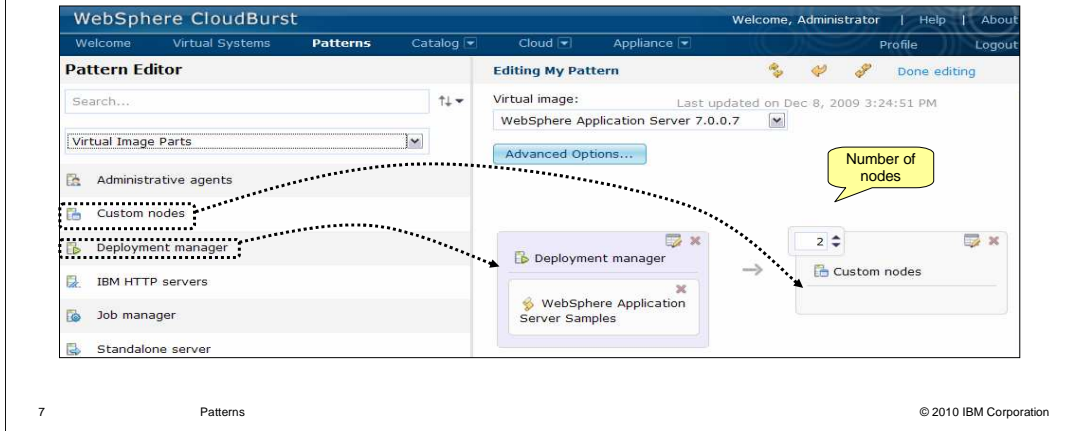 WebSphere CloudBurst
Welcome, Administrator | Help | About
Welcome Virtual Systems Patterns Catalog Cloud Appliance Profile Logout
Pattern Editor
Search...
Virtual Image Parts
Administrative agents
Custom nodes
Deployment manager
IBM HTTP servers
Job manager
Standalone server
Editing My Pattern
Done editing
Virtual image:
Last updated on Dec 8, 2009 3:24:51 PM
WebSphere Application Server 7.0.0.7
Advanced Options...
Number of
nodes
Deployment manager
WebSphere Application
Server Samples
2
Custom nodes
7 Patterns © 2010 IBM Corporation